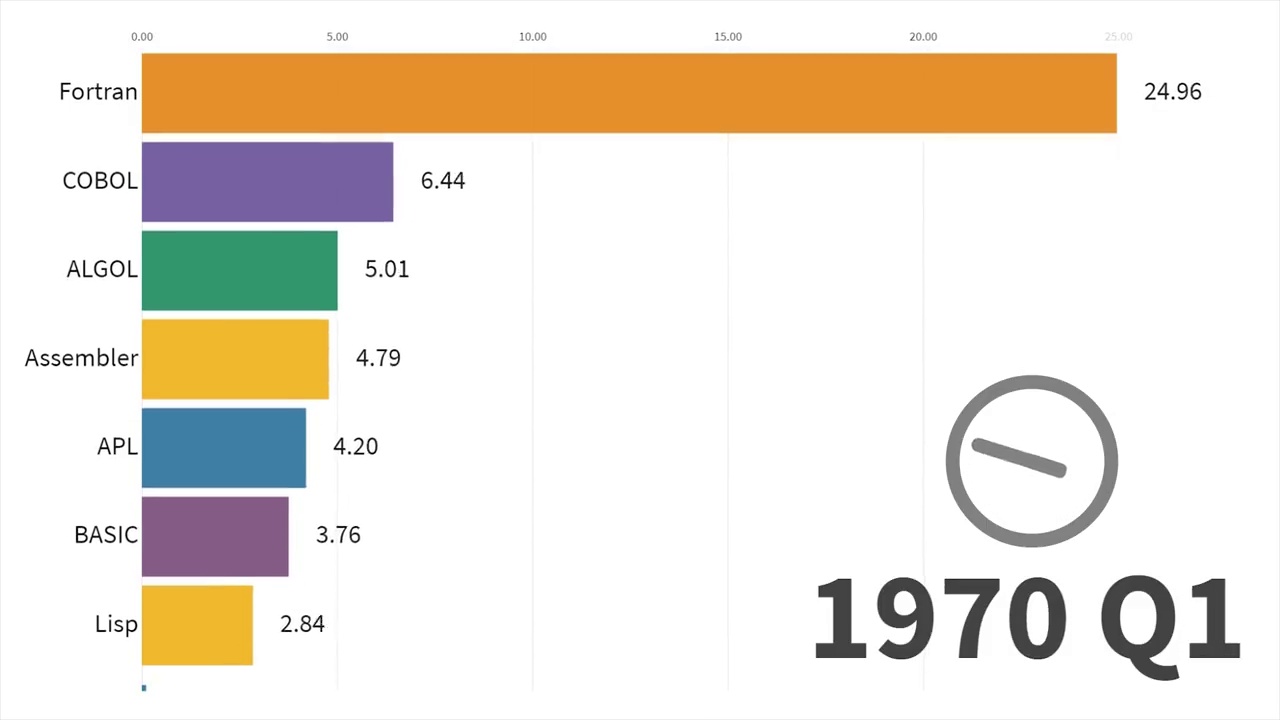 0.00 5.00 10.00 15.00 20.00 25.00
Fortran 24.96
COBOL 6.44
ALGOL 5.01
Assembler 4.79
APL 4.20
BASIC 3.76
Lisp 2.84
1970 Q1